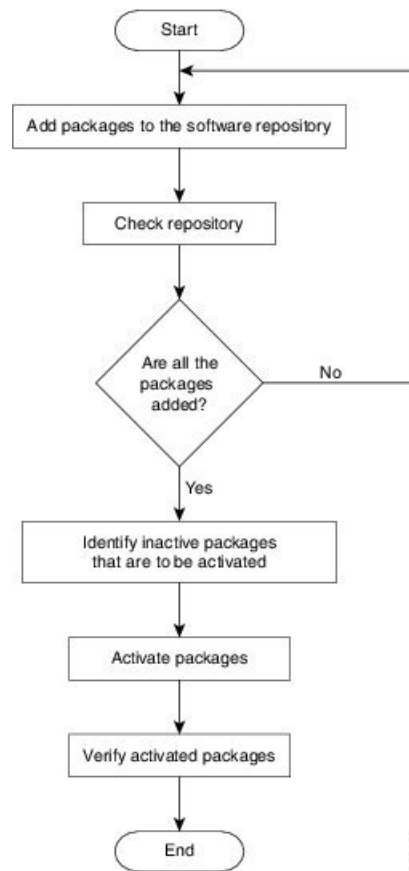 Start
Add packages to the software repository
Check repository
Are all the
packages
added?
No
Yes
Identify inactive packages
that are to be activated
Activate packages
Verify activated packages
End